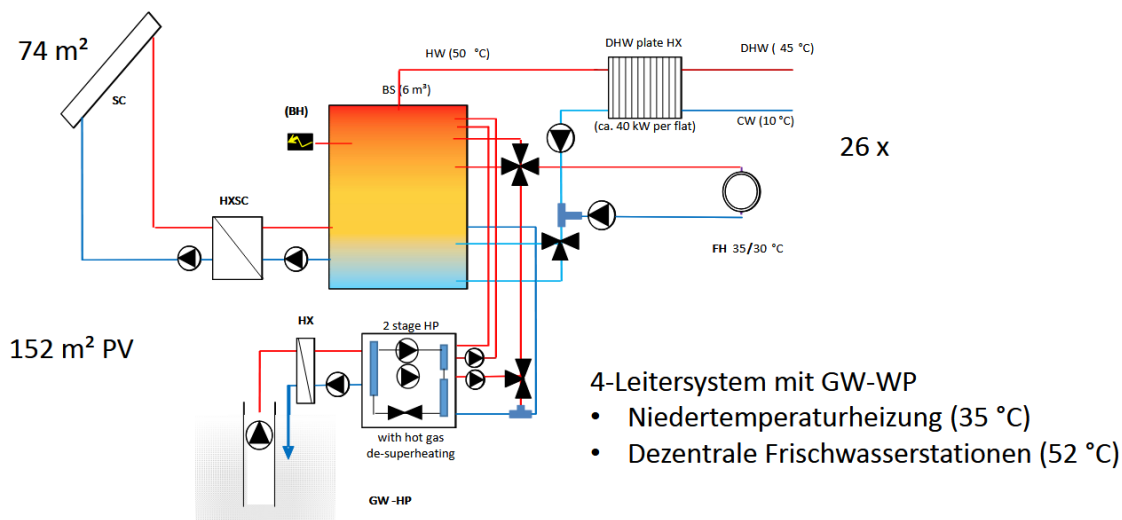 74 m²
SC
HXSC
(BH)
BS (6 m³)
HW (50 °C)
DHW plate HX
(ca. 40 kW per flat)
DHW ( 45 °C)
CW (10 °C)
26 x
FH 35/30 °C
152 m² PV
HX
2 stage HP
with hot gas
de-superheating
GW -HP
4-Leitersystem mit GW-WP
• Niedertemperaturheizung (35 °C)
• Dezentrale Frischwasserstationen (52 °C)